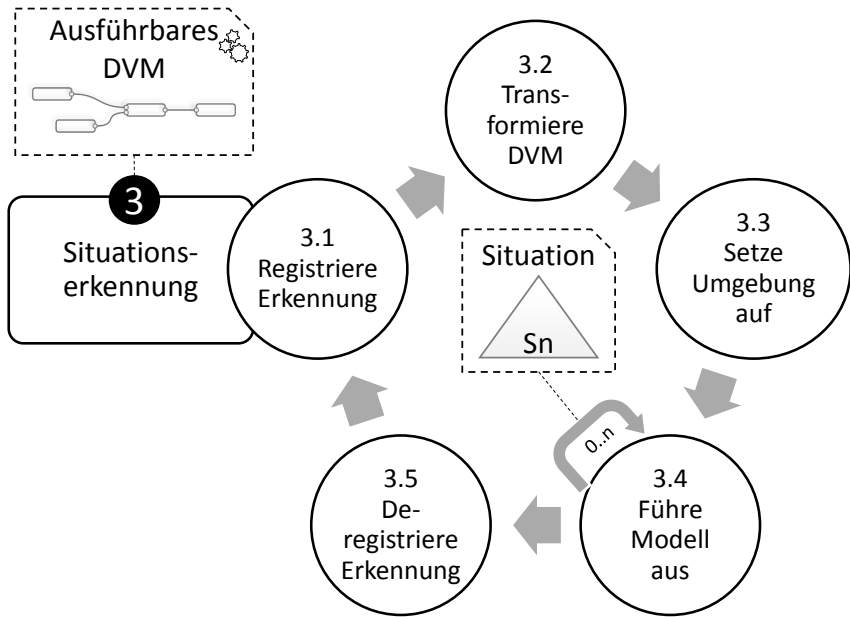 Ausführbares
DVM
3
Situations-
erkennung
3.1
Registriere
Erkennung
3.2
Trans-
formiere
DVM
3.3
Setze
Umgebung
auf
Situation
Sn
0..n
3.4
Führe
Modell
aus
3.5
De-
registriere
Erkennung